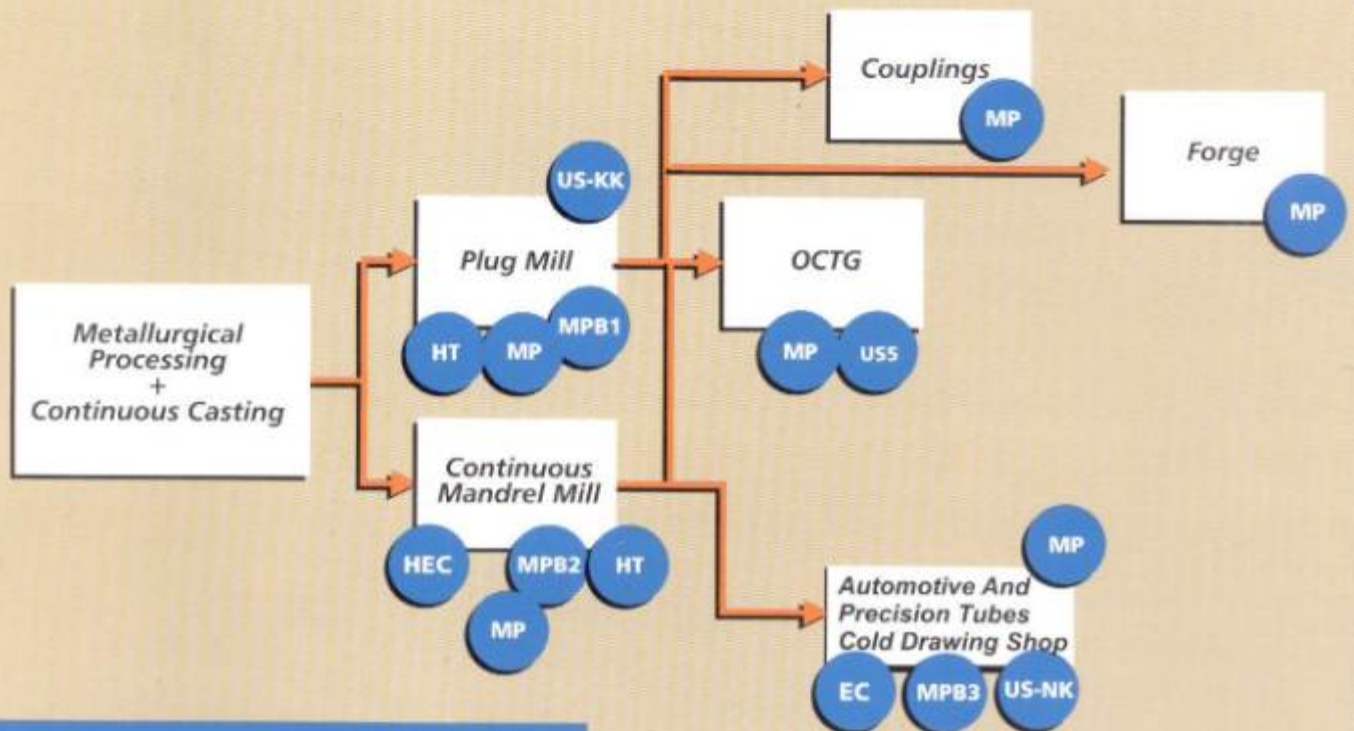 Couplings
MP
Forge
MP
US-KK
Plug Mill
HT
MP
MPB1
OCTG
MP
US5
Metallurgical
Processing
+
Continuous Casting
Continuous
Mandrel Mill
HEC
MPB2
HT
MP
MP
Automotive And
Precision Tubes
Cold Drawing Shop
EC
MPB3
US-NK